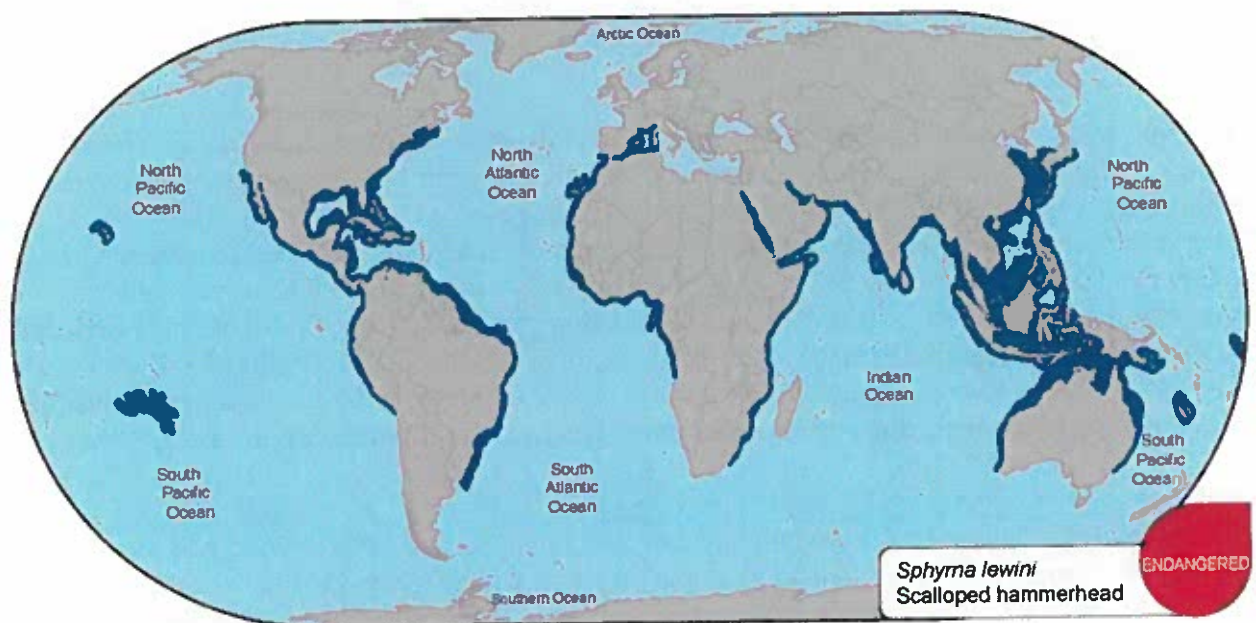 Arctic Ocean
North
Pacific
Ocean
North
Atlantic
Ocean
North
Pacific
Ocean
Indian
Ocean
South
Pacific
Ocean
South
Atlantic
Ocean
South
Pacific
Ocean
Southern Ocean
Sphyrna lewini
Scalloped hammerhead
ENDANGERED